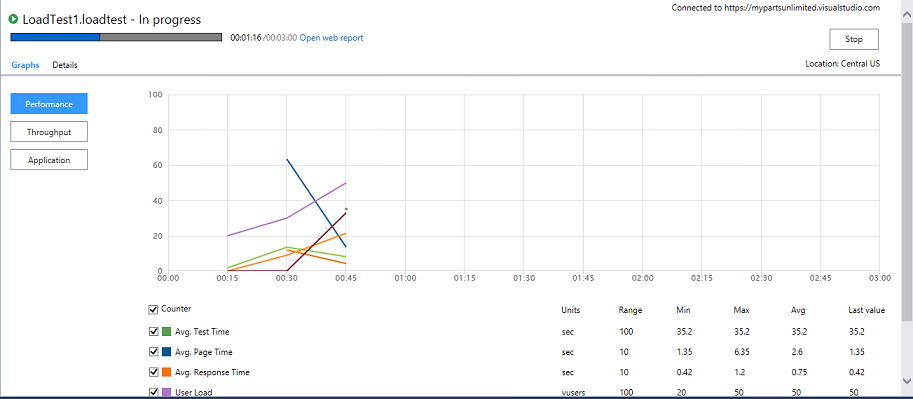 Connected to https://mypartsunlimited.visualstudio.com
LoadTest1.loadtest - In progress
00:01:16 /00:03:00 Open web report
Stop
Graphs Details
Location: Central US
Performance
Throughput
Application
100
80
60
40
20
0
00:00 00:15 00:30 00:45 01:00 01:15 01:30 01:45 02:00 02:15 02:30 02:45 03:00
Counter Units Range Min Max Avg Last value
Avg. Test Time sec 100 35.2 35.2 35.2 35.2
Avg. Page Time sec 10 1.35 6.35 2.6 1.35
Avg. Response Time sec 10 0.42 1.2 0.75 0.42
User Load vusers 100 20 50 50 50